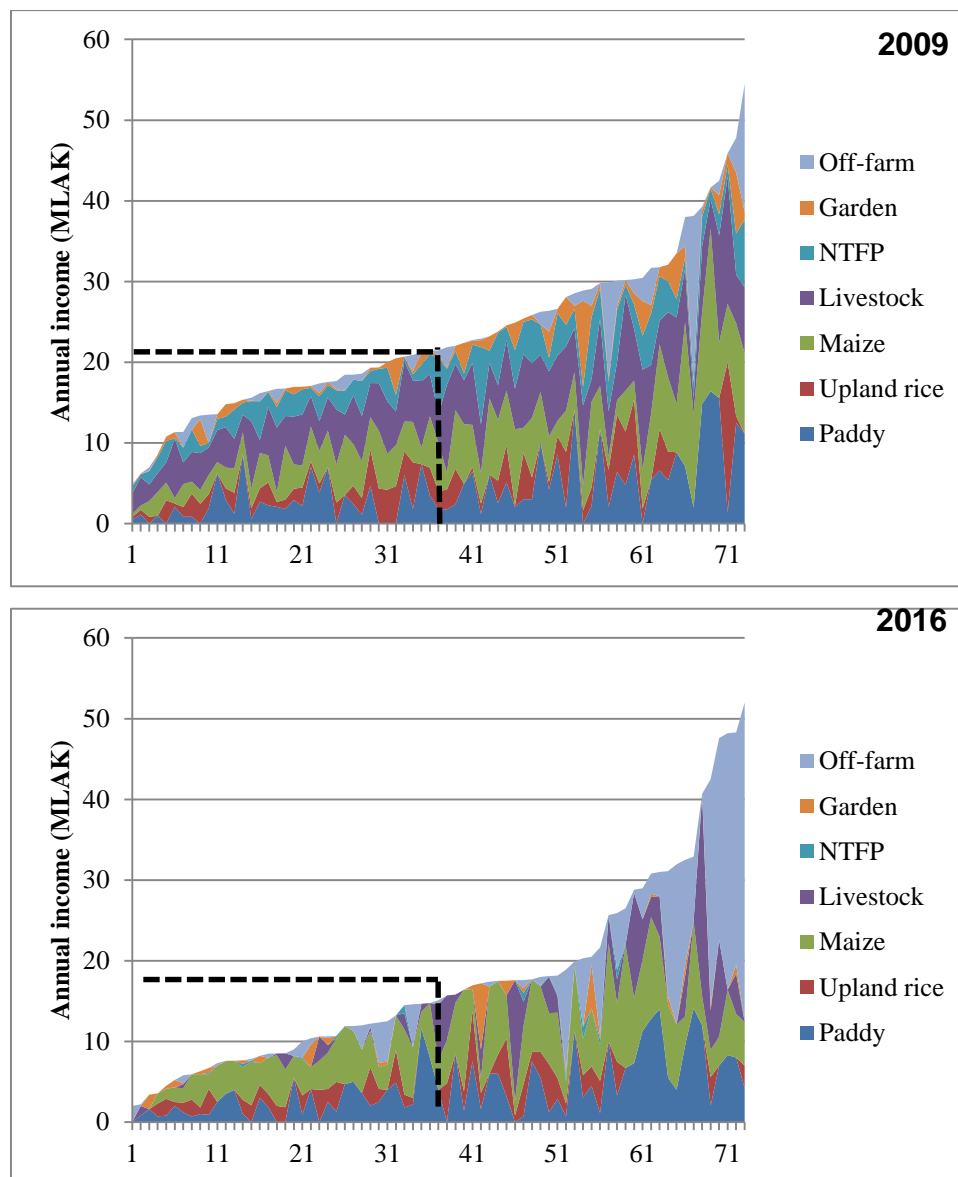 2009
60
50
40
30
20
10
0
Annual income (MLAK)
1 11 21 31 41 51 61 71
Off-farm
Garden
NTFP
Livestock
Maize
Upland rice
Paddy
2016
60
50
40
30
20
10
0
Annual income (MLAK)
1 11 21 31 41 51 61 71
Off-farm
Garden
NTFP
Livestock
Maize
Upland rice
Paddy